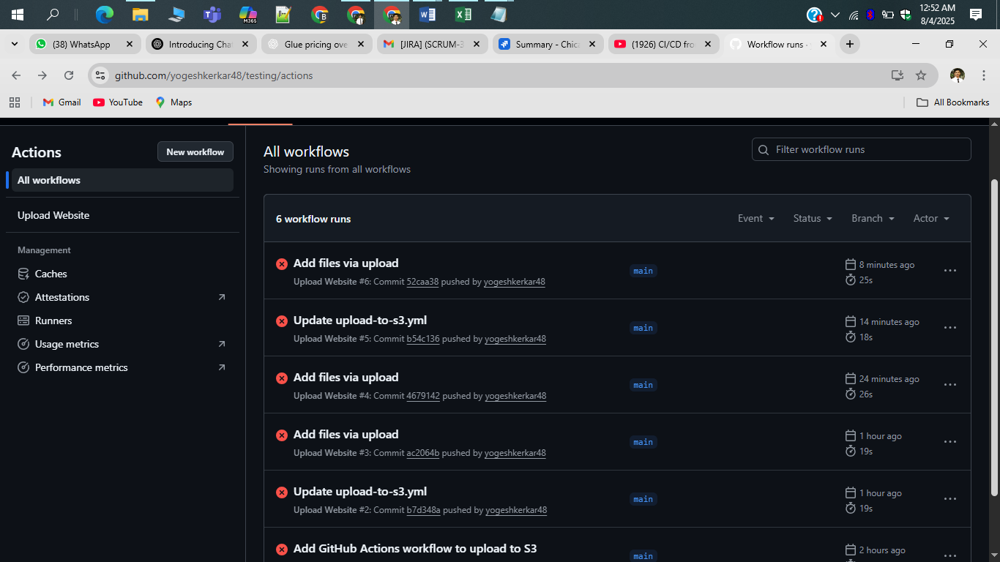 M365
12:52 AM
8/4/2025
(38) WhatsApp
Introducing Cha
Glue pricing ove
[JIRA] (SCRUM-3
Summary - Chic
(1926) CI/CD fro
Workflow runs ·
github.com/yogeshkerkar48/testing/actions
Gmail
YouTube
Maps
All Bookmarks
Actions
New workflow
All workflows
Upload Website
Management
Caches
Attestations
Runners
Usage metrics
Performance metrics
All workflows
Showing runs from all workflows
Filter workflow runs
6 workflow runs
Event
Status
Branch
Actor
Add files via upload
Upload Website #6: Commit 52caa38 pushed by yogeshkerkar48
main
8 minutes ago
25s
Update upload-to-s3.yml
Upload Website #5: Commit b54c136 pushed by yogeshkerkar48
main
14 minutes ago
18s
Add files via upload
Upload Website #4: Commit 4679142 pushed by yogeshkerkar48
main
24 minutes ago
26s
Add files via upload
Upload Website #3: Commit ac2064b pushed by yogeshkerkar48
main
1 hour ago
19s
Update upload-to-s3.yml
Upload Website #2: Commit b7d348a pushed by yogeshkerkar48
main
1 hour ago
19s
Add GitHub Actions workflow to upload to S3
main
2 hours ago